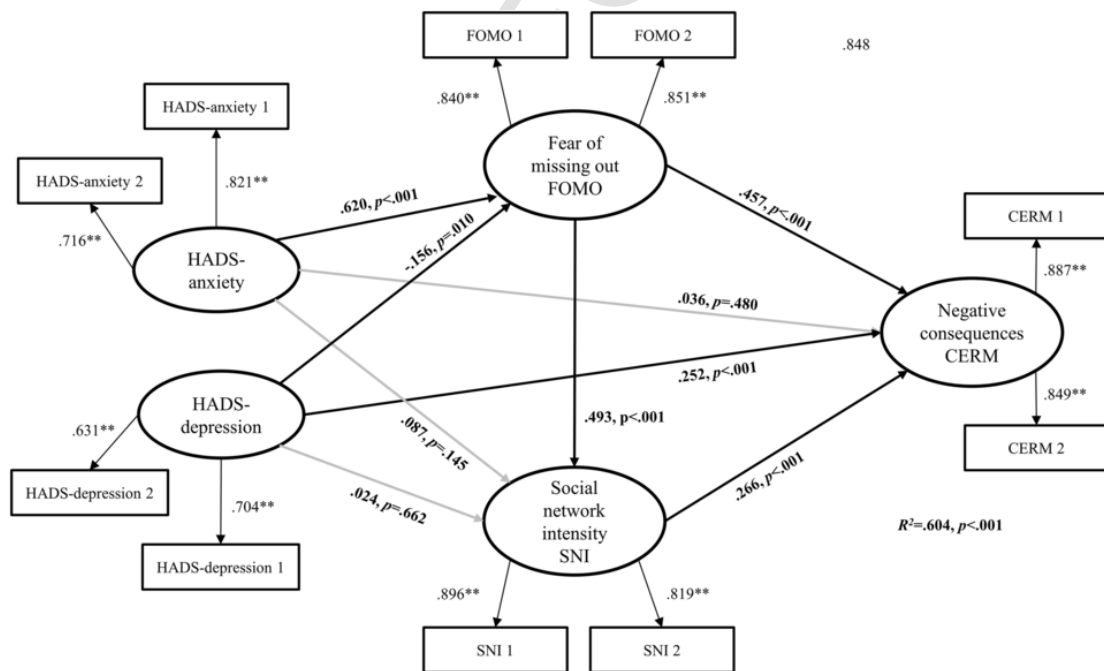 FOMO 1
FOMO 2
.848
HADS-anxiety 1
.840**
.851**
Fear of
missing out
FOMO
HADS-anxiety 2
.821**
.716**
.620, p<.001
.457, p<.001
CERM 1
HADS-
anxiety
-.156, p=.010
.887**
.036, p=.480
Negative
consequences
CERM
.252, p<.001
HADS-
depression
.849**
.631**
.087, p=.145
.493, p<.001
CERM 2
HADS-depression 2
.704**
.024, p=.662
.266, p<.001
Social
network
intensity
SNI
R²=.604, p<.001
HADS-depression 1
.896**
.819**
SNI 1
SNI 2